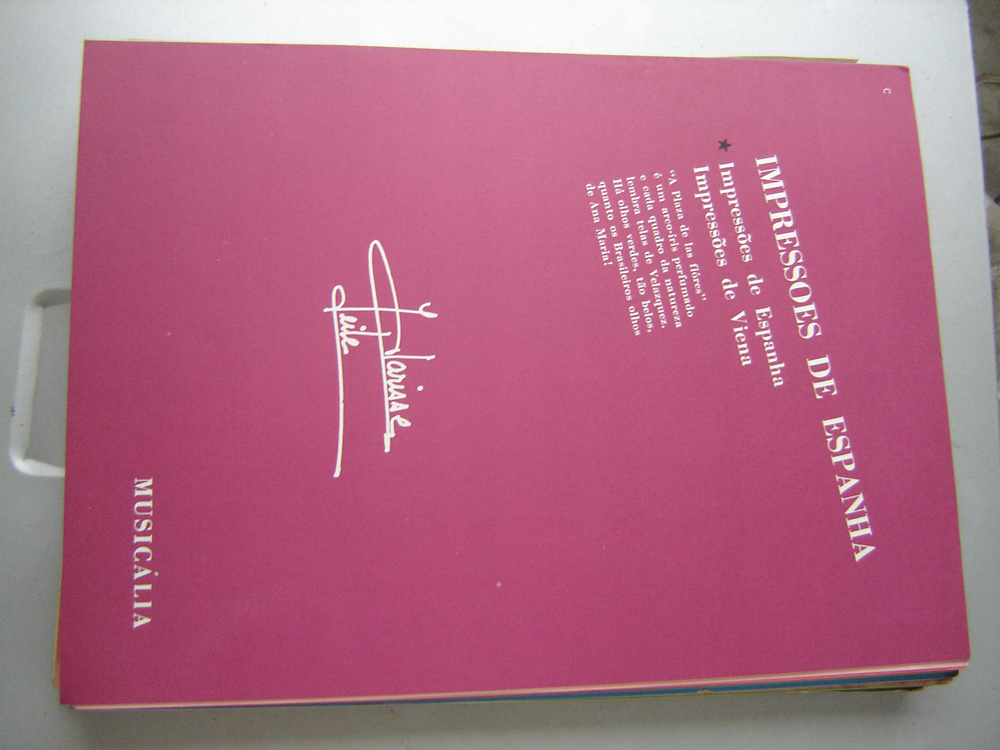 C
IMPRESSOES DE ESPANHA
★ Impressões de Espanha
Impressões de Viena
"A Plaza de las flôres"
é um arco-íris perfumado
e cada quadro da natureza
lembra telas de Velazquez.
Há olhos verdes, tão belos,
quanto os Brasileiros olhos
de Ana Maria!
Clarisse
Leite
MUSICÁLIA